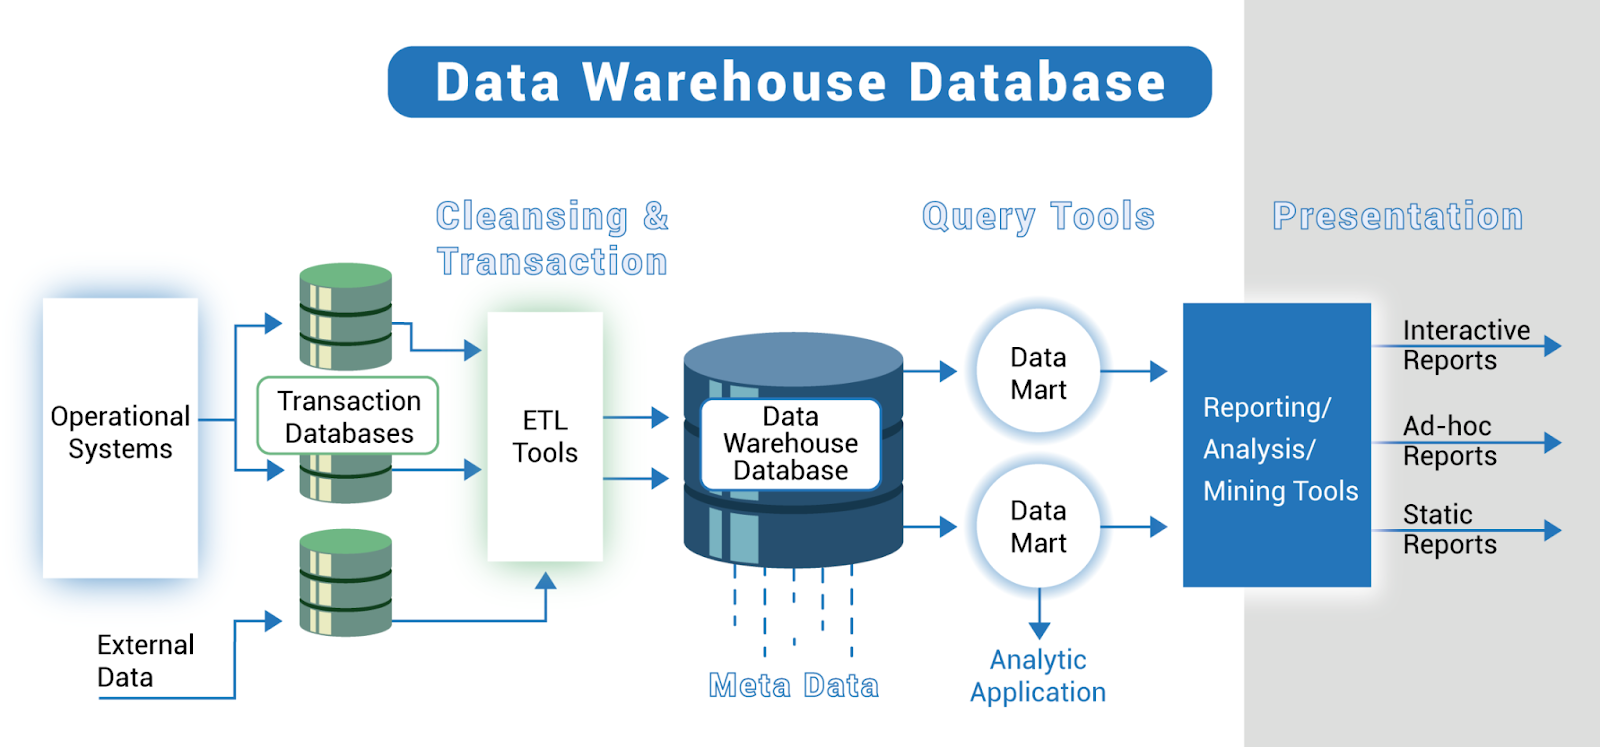 Data Warehouse Database
Cleansing &
Transaction
Query Tools
Presentation
Operational
Systems
Transaction
Databases
External
Data
ETL
Tools
Data
Warehouse
Database
Meta Data
Data
Mart
Data
Mart
Analytic
Application
Reporting/
Analysis/
Mining Tools
Interactive
Reports
Ad-hoc
Reports
Static
Reports